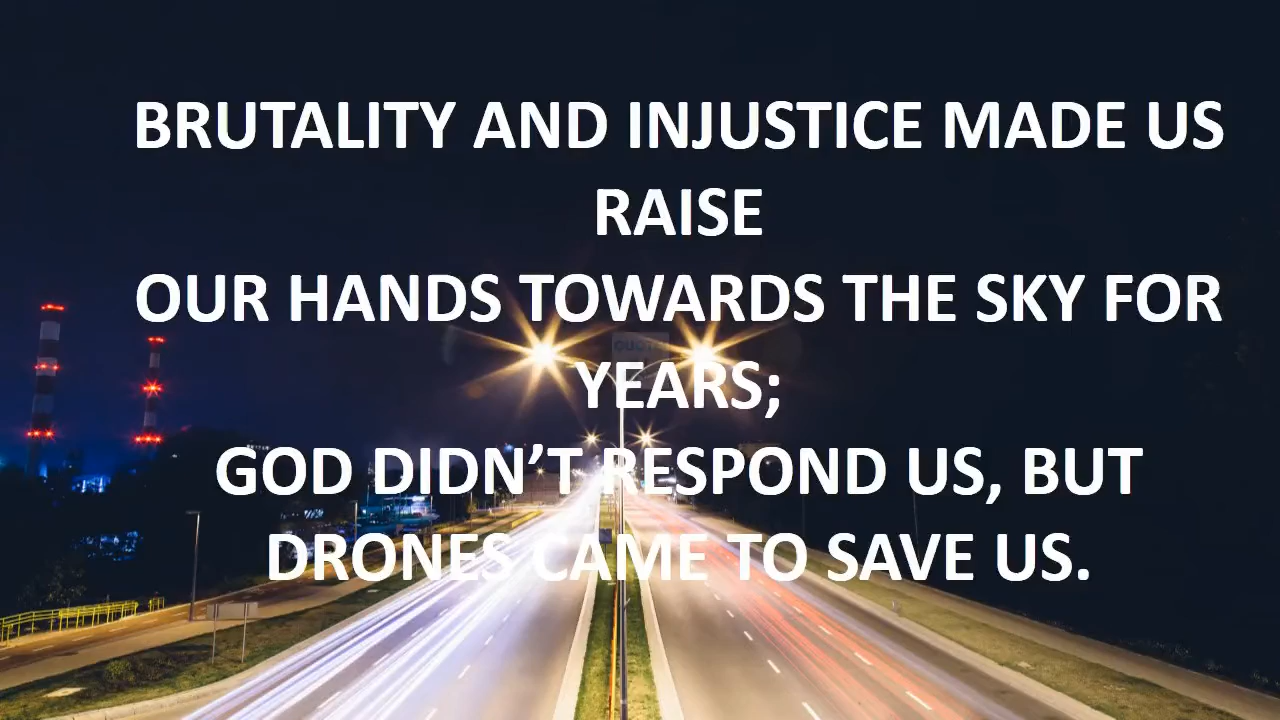 BRUTALITY AND INJUSTICE MADE US
RAISE
OUR HANDS TOWARDS THE SKY FOR
YEARS;
GOD DIDN’T RESPOND US, BUT
DRONES CAME TO SAVE US.